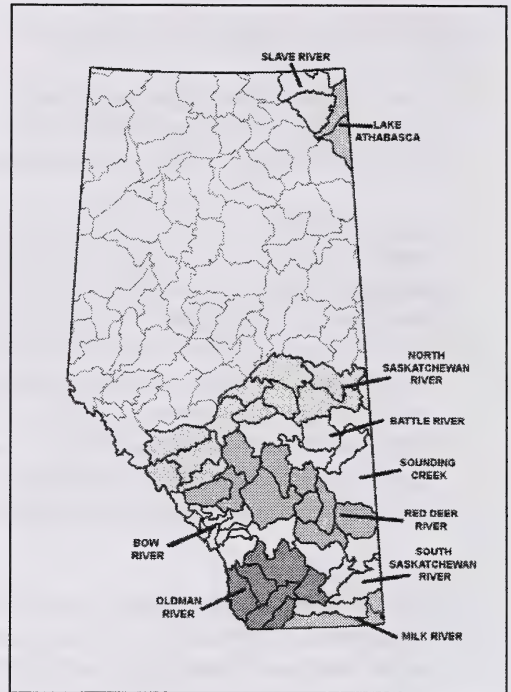 SLAVE RIVER
LAKE
ATHABASCA
NORTH
SASKATCHEWAN
RIVER
BATTLE RIVER
SOUNDING
CREEK
RED DEER
RIVER
BOW
RIVER
SOUTH
SASKATCHEWAN
RIVER
OLDMAN
RIVER
MILK RIVER